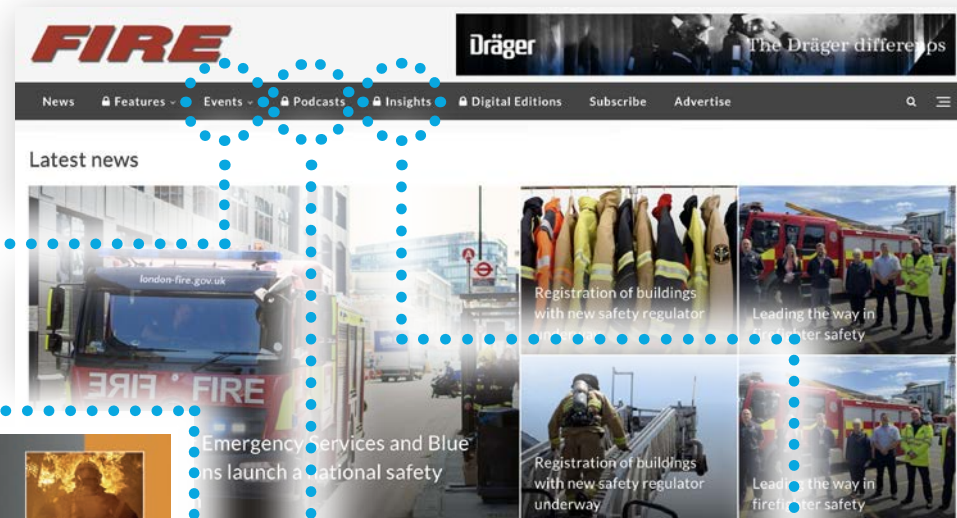 FIRE
Dräger
The Dräger
News Features Events Podcasts Insights Digital Editions Subscribe Advertise
Latest news
london-fire.gov.uk
FIRE
FIRE
A
Emergency Services and Blue
launch a national safety
Registration of buildings
with new safety regulator
underway
Leading the way in
firefighter safety
Registration of buildings
with new safety regulator
underway
Leading the way in
firefighter safety